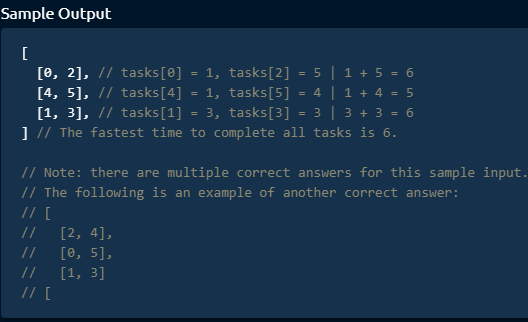 Sample Output
[
  [0, 2], // tasks[0] = 1, tasks[2] = 5 | 1 + 5 = 6
  [4, 5], // tasks[4] = 1, tasks[5] = 4 | 1 + 4 = 5
  [1, 3], // tasks[1] = 3, tasks[3] = 3 | 3 + 3 = 6
] // The fastest time to complete all tasks is 6.
// Note: there are multiple correct answers for this sample input.
// The following is an example of another correct answer:
// [
//   [2, 4],
//   [0, 5],
//   [1, 3]
// [